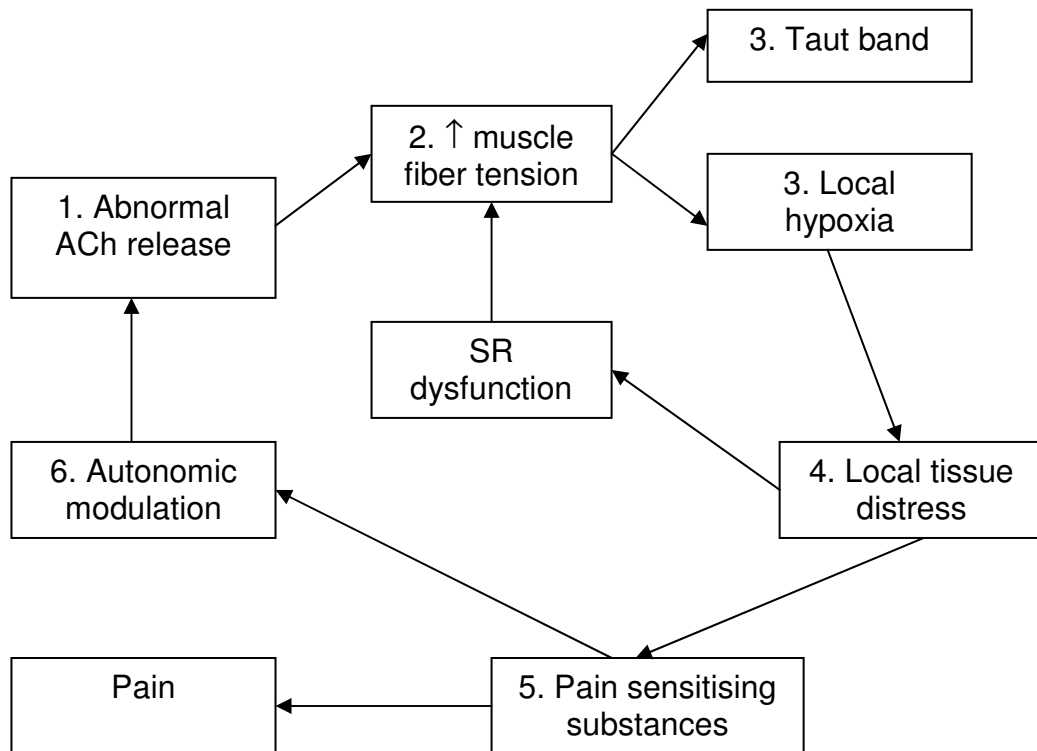 3. Taut band
2. ↑ muscle
fiber tension
3. Local
hypoxia
1. Abnormal
ACh release
SR
dysfunction
6. Autonomic
modulation
4. Local tissue
distress
Pain
5. Pain sensitising
substances